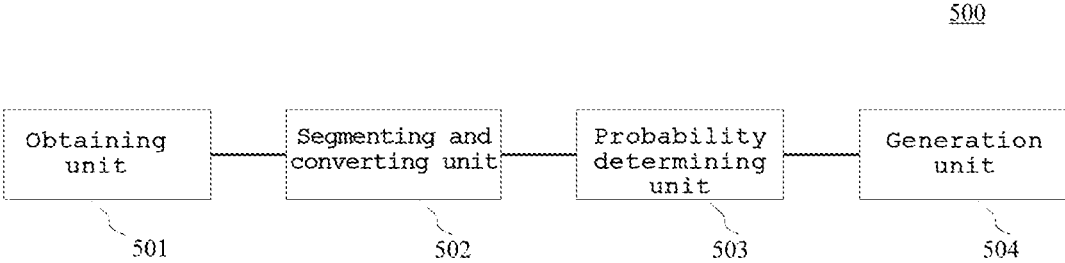 500
Obtaining
unit
Segmenting and
converting unit
Probability
determining
unit
Generation
unit
501
502
503
504